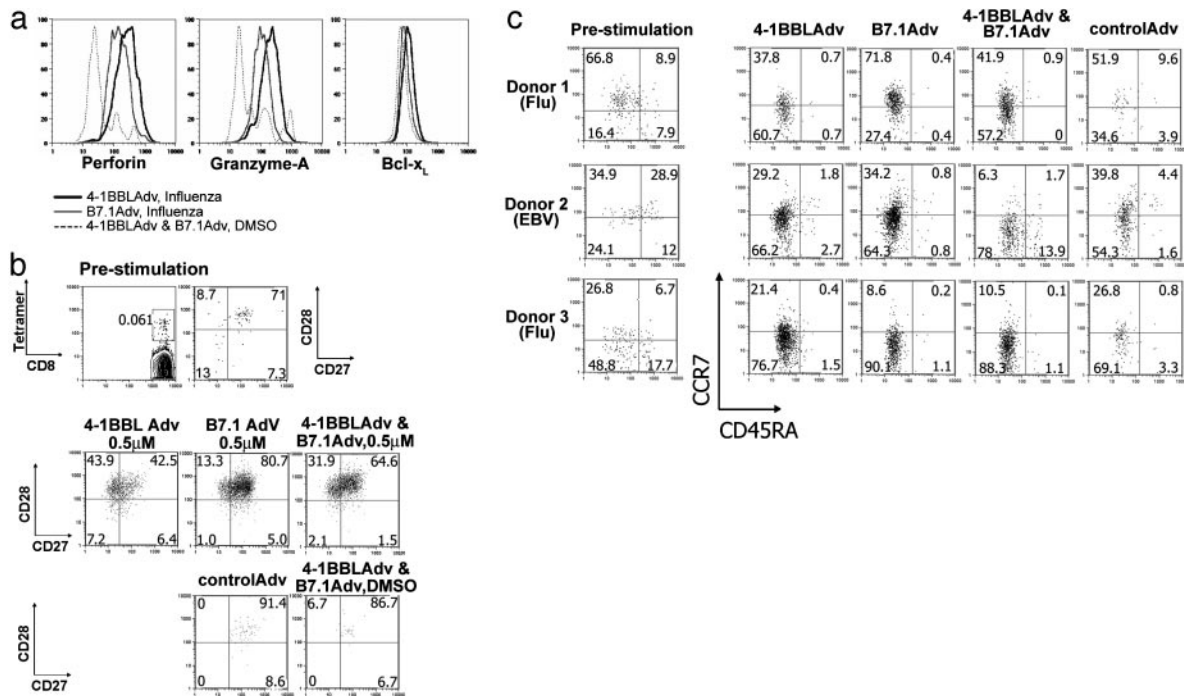 a
Perforin
Granzyme-A
Bcl-xL
4-1BBLAdv, Influenza
B7.1Adv, Influenza
4-1BBLAdv & B7.1Adv, DMSO
b
Pre-stimulation
Tetramer
CD8
0.061
8.7 71
13 7.3
CD28
CD27
4-1BBL Adv
0.5μM
B7.1 AdV
0.5μM
4-1BBLAdv &
B7.1Adv,0.5μM
43.9 42.5
7.2 6.4
13.3 80.7
1.0 5.0
31.9 64.6
2.1 1.5
CD28
CD27
controlAdv
4-1BBLAdv &
B7.1Adv,DMSO
0 91.4
0 8.6
6.7 86.7
0 6.7
CD28
CD27
c
Pre-stimulation
4-1BBLAdv
B7.1Adv
4-1BBLAdv &
B7.1Adv
controlAdv
Donor 1
(Flu)
66.8 8.9
16.4 7.9
37.8 0.7
60.7 0.7
71.8 0.4
27.4 0.4
41.9 0.9
57.2 0
51.9 9.6
34.6 3.9
Donor 2
(EBV)
34.9 28.9
24.1 12
29.2 1.8
66.2 2.7
34.2 0.8
64.3 0.8
6.3 1.7
78 13.9
39.8 4.4
54.3 1.6
Donor 3
(Flu)
26.8 6.7
48.8 17.7
21.4 0.4
76.7 1.5
8.6 0.2
90.1 1.1
10.5 0.1
88.3 1.1
26.8 0.8
69.1 3.3
CCR7
CD45RA